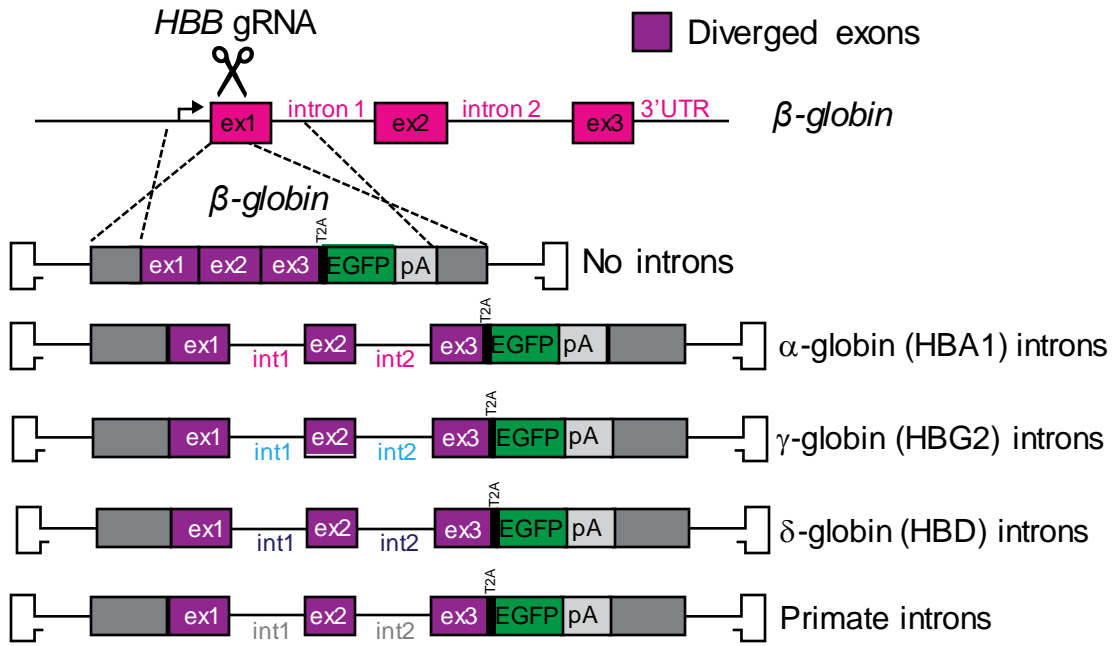 HBB gRNA
Diverged exons
ex1 intron 1 ex2 intron 2 ex3 3'UTR β-globin
β-globin
T2A
ex1 ex2 ex3 EGFP pA No introns
T2A
ex1 int1 ex2 int2 ex3 EGFP pA α-globin (HBA1) introns
T2A
ex1 int1 ex2 int2 ex3 EGFP pA γ-globin (HBG2) introns
T2A
ex1 int1 ex2 int2 ex3 EGFP pA δ-globin (HBD) introns
T2A
ex1 int1 ex2 int2 ex3 EGFP pA Primate introns